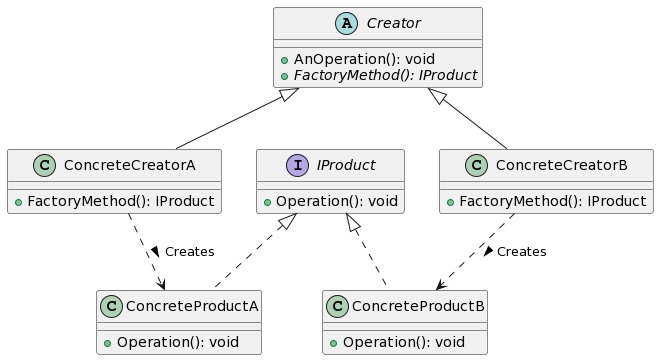 A Creator
AnOperation(): void
FactoryMethod(): IProduct
C ConcreteCreatorA
FactoryMethod(): IProduct
I IProduct
Operation(): void
C ConcreteCreatorB
FactoryMethod(): IProduct
Creates
Creates
C ConcreteProductA
Operation(): void
C ConcreteProductB
Operation(): void